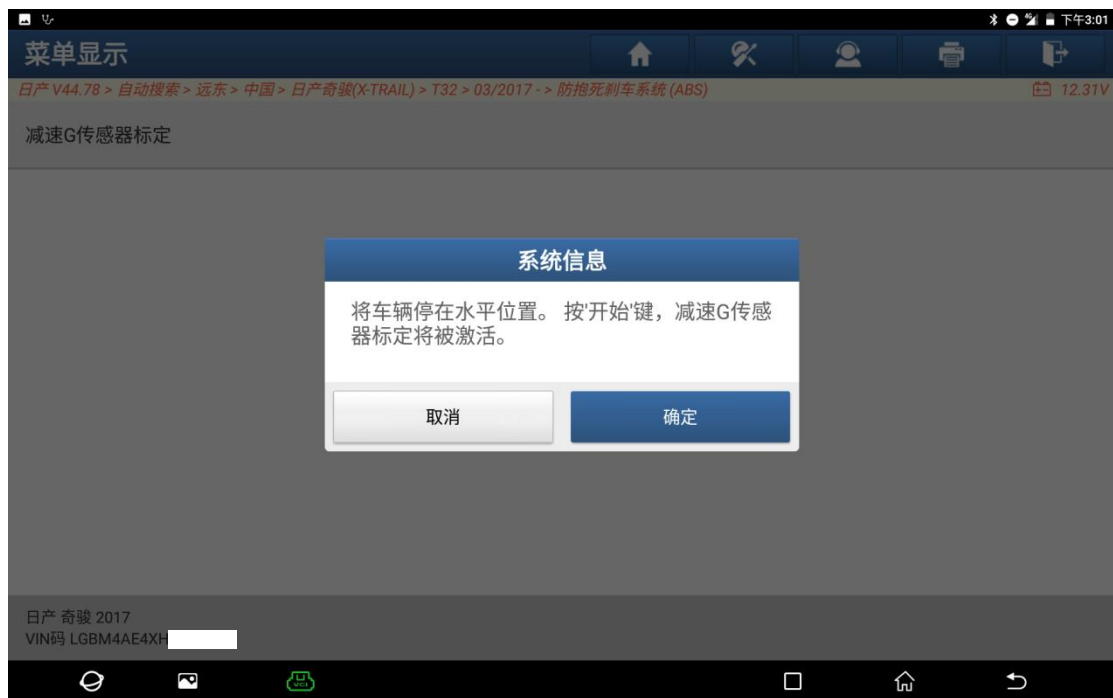 下午3:01
菜单显示
日产 V44.78 > 自动搜索 > 远东 > 中国 > 日产奇骏(X-TRAIL) > T32 > 03/2017 - > 防抱死刹车系统 (ABS)
12.31V
减速G传感器标定
系统信息
将车辆停在水平位置。 按'开始'键，减速G传感
器标定将被激活。
取消
确定
日产 奇骏 2017
VIN码 LGBM4AE4XH
VCI